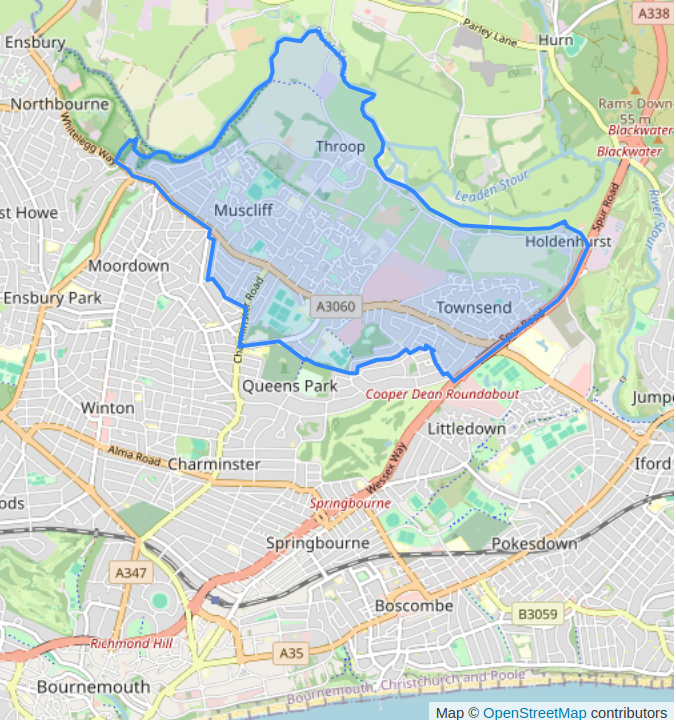 A338
Parley Lane
Ensbury
Hurn
Northbourne
Rams Down
55 m
Blackwater
Whitelegg Way
Throop
Blackwater
Leaden Stour
River Stour
Spur Road
st Howe
Muscliff
Holdenhurst
Moordown
Charminster Road
Ensbury Park
A3060
Townsend
Spur Road
Queens Park
Cooper Dean Roundabout
Jumpe
Winton
Littledown
Alma Road
Charminster
Wessex Way
Iford
ods
Springbourne
Springbourne
Pokesdown
A347
Boscombe
B3059
Richmond Hill
A35
Bournemouth
Bournemouth, Christchurch and Poole
Map © OpenStreetMap contributors